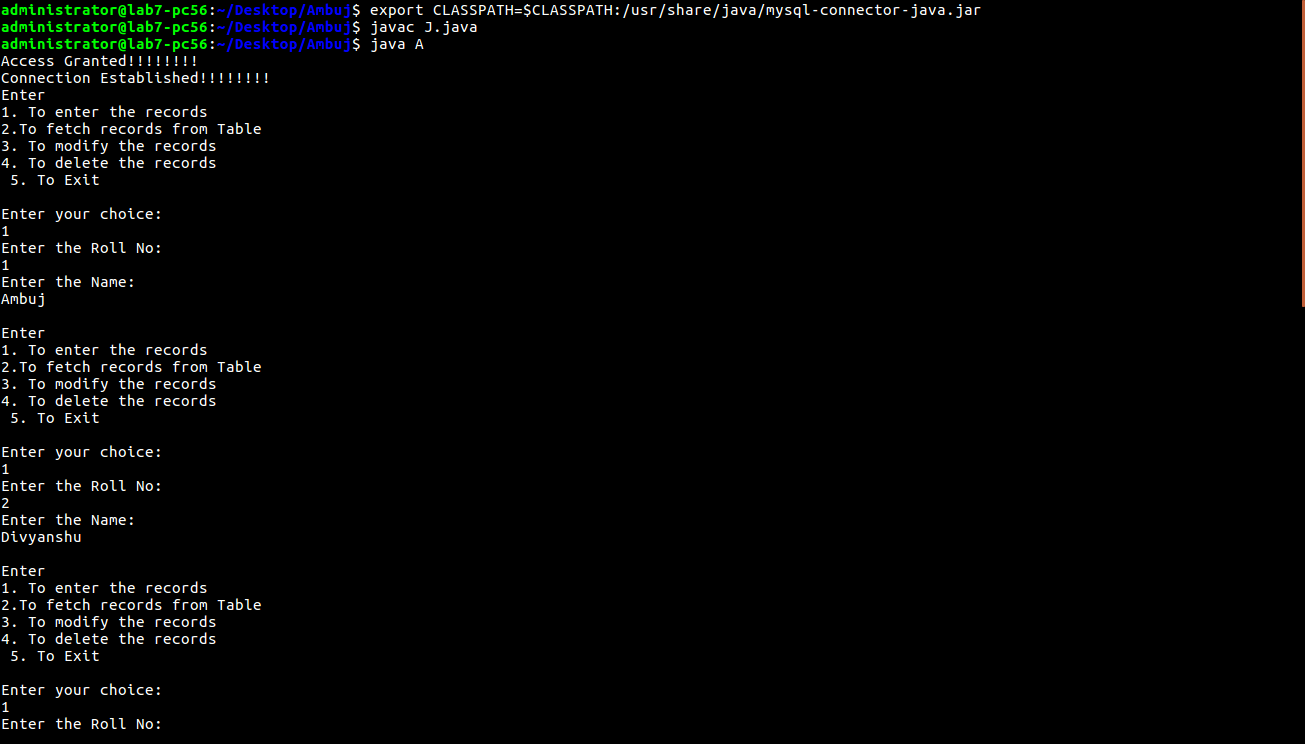 administrator@lab7-pc56:~/Desktop/Ambuj$ export CLASSPATH=$CLASSPATH:/usr/share/java/mysql-connector-java.jar
administrator@lab7-pc56:~/Desktop/Ambuj$ javac J.java
administrator@lab7-pc56:~/Desktop/Ambuj$ java A
Access Granted!!!!!!!!
Connection Established!!!!!!!!
Enter
1. To enter the records
2.To fetch records from Table
3. To modify the records
4. To delete the records
 5. To Exit

Enter your choice:
1
Enter the Roll No:
1
Enter the Name:
Ambuj

Enter
1. To enter the records
2.To fetch records from Table
3. To modify the records
4. To delete the records
 5. To Exit

Enter your choice:
1
Enter the Roll No:
2
Enter the Name:
Divyanshu

Enter
1. To enter the records
2.To fetch records from Table
3. To modify the records
4. To delete the records
 5. To Exit

Enter your choice:
1
Enter the Roll No: